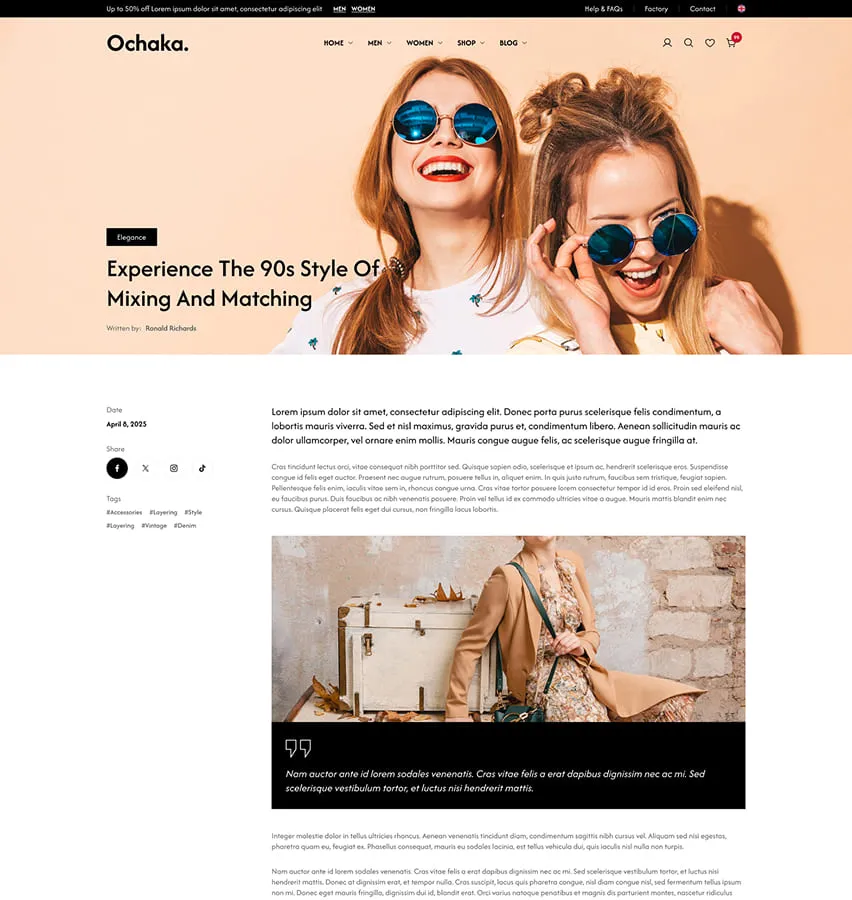 Up to 50% off Lorem ipsum dolor sit amet, consectetur adipiscing elit MEN WOMEN
Help & FAQs Factory Contact
Ochaka.
HOME MEN WOMEN SHOP BLOG
Elegance
Experience The 90s Style Of
Mixing And Matching
Written by: Ronald Richards
Date
April 8, 2025
Share
Tags
#Accessories #Layering #Style
#Layering #Vintage #Denim
Lorem ipsum dolor sit amet, consectetur adipiscing elit. Donec porta purus scelerisque felis condimentum, a
lobortis mauris viverra. Sed et nisl maximus, gravida purus et, condimentum libero. Aenean sollicitudin mauris ac
dolor ullamcorper, vel ornare enim mollis. Mauris congue augue felis, ac scelerisque augue fringilla at.
Cras tincidunt lectus orci, vitae consequat nibh porttitor sed. Quisque sapien odio, scelerisque et ipsum ac, hendrerit scelerisque eros. Suspendisse
congue id felis eget auctor. Praesent nec augue rutrum, posuere tellus in, aliquet enim. In quis justo rutrum, faucibus sem tristique, feugiat sapien.
Pellentesque felis enim, iaculis vitae sem in, rhoncus congue urna. Cras vitae tortor posuere lorem consectetur tempor id id eros. Proin sed eleifend nisl,
eu faucibus purus. Duis faucibus ac nibh venenatis posuere. Proin vel tellus id ex commodo ultricies vitae a augue. Mauris mattis blandit enim nec
cursus. Quisque placerat felis eget dui cursus, non fringilla lacus lobortis.
Nam auctor ante id lorem sodales venenatis. Cras vitae felis a erat dapibus dignissim nec ac mi. Sed
scelerisque vestibulum tortor, et luctus nisi hendrerit mattis.
Integer molestie dolor in tellus ultricies rhoncus. Aenean venenatis tincidunt diam, condimentum sagittis nibh cursus vel. Aliquam sed nisi egestas,
pharetra quam eu, feugiat ex. Phasellus consequat, mauris eu sodales lacinia, est tellus vehicula dui, quis iaculis nisl nulla non turpis.
Nam auctor ante id lorem sodales venenatis. Cras vitae felis a erat dapibus dignissim nec ac mi. Sed scelerisque vestibulum tortor, et luctus nisi
hendrerit mattis. Donec at dignissim erat, et tempor nulla. Cras suscipit, locus quis pharetra congue, nisl diam congue nisl, sed fermentum tellus ipsum
non mi. Donec eget mauris fringilla, dignissim dui id, blandit erat. Orci varius natoque penatibus et magnis dis parturient montes, nascetur ridiculus